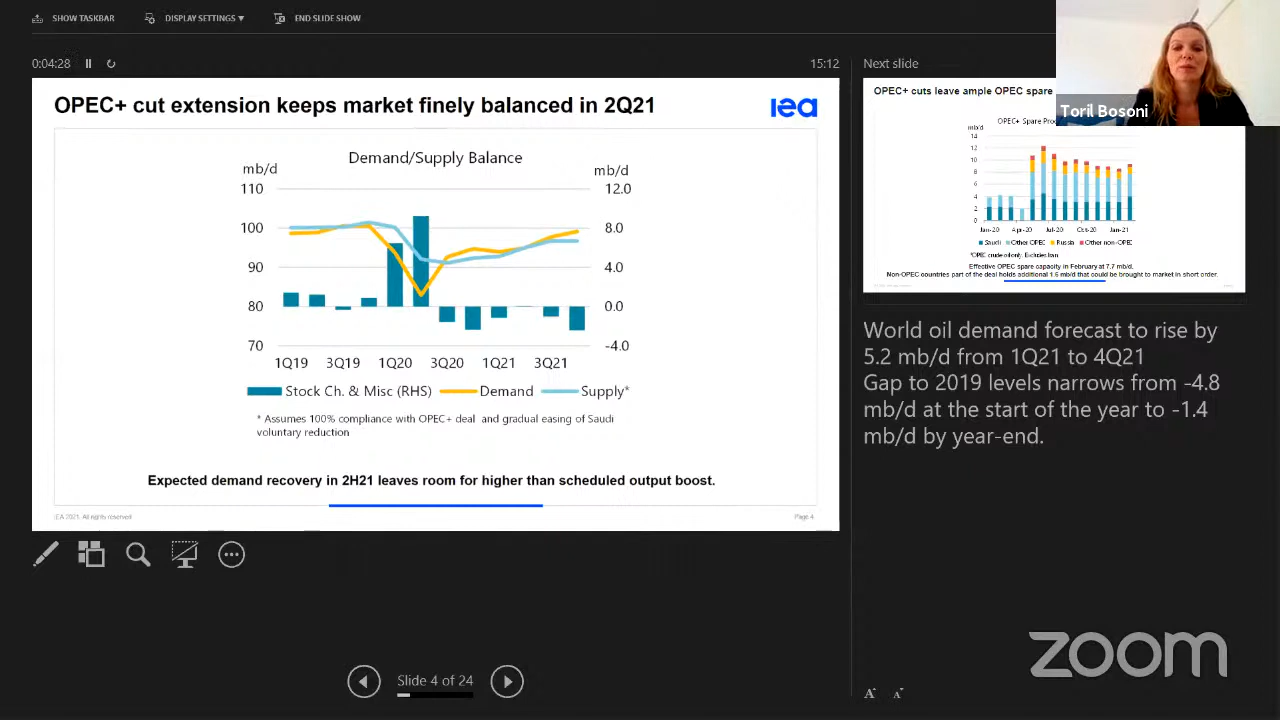 SHOW TASKBAR
DISPLAY SETTINGS ▼
END SLIDE SHOW
0:04:28
15:12
OPEC+ cut extension keeps market finely balanced in 2Q21
iea
Demand/Supply Balance
mb/d
mb/d
110
12.0
100
8.0
90
4.0
80
0.0
70
-4.0
1Q19 3Q19 1Q20 3Q20 1Q21 3Q21
Stock Ch. & Misc (RHS) Demand Supply*
* Assumes 100% compliance with OPEC+ deal and gradual easing of Saudi
voluntary reduction
Expected demand recovery in 2H21 leaves room for higher than scheduled output boost.
IEA 2021. All rights reserved
Page 4
Slide 4 of 24
Next slide
Toril Bosoni
OPEC+ cuts leave ample OPEC spare
OPEC+ Spare
mb/d
14
12
10
8
6
4
2
0
Jan-20 Apr-20 Jul-20 Oct-20 Jan-21
Saudi Other OPEC Russia Other non-OPEC
*OPEC crude oil only. Excludes Iran
Effective OPEC spare capacity in February at 7.7 mb/d.
Non-OPEC countries part of the deal holds additional 1.6 mb/d that could be brought to market in short order.
World oil demand forecast to rise by
5.2 mb/d from 1Q21 to 4Q21
Gap to 2019 levels narrows from -4.8
mb/d at the start of the year to -1.4
mb/d by year-end.
zoom
A A